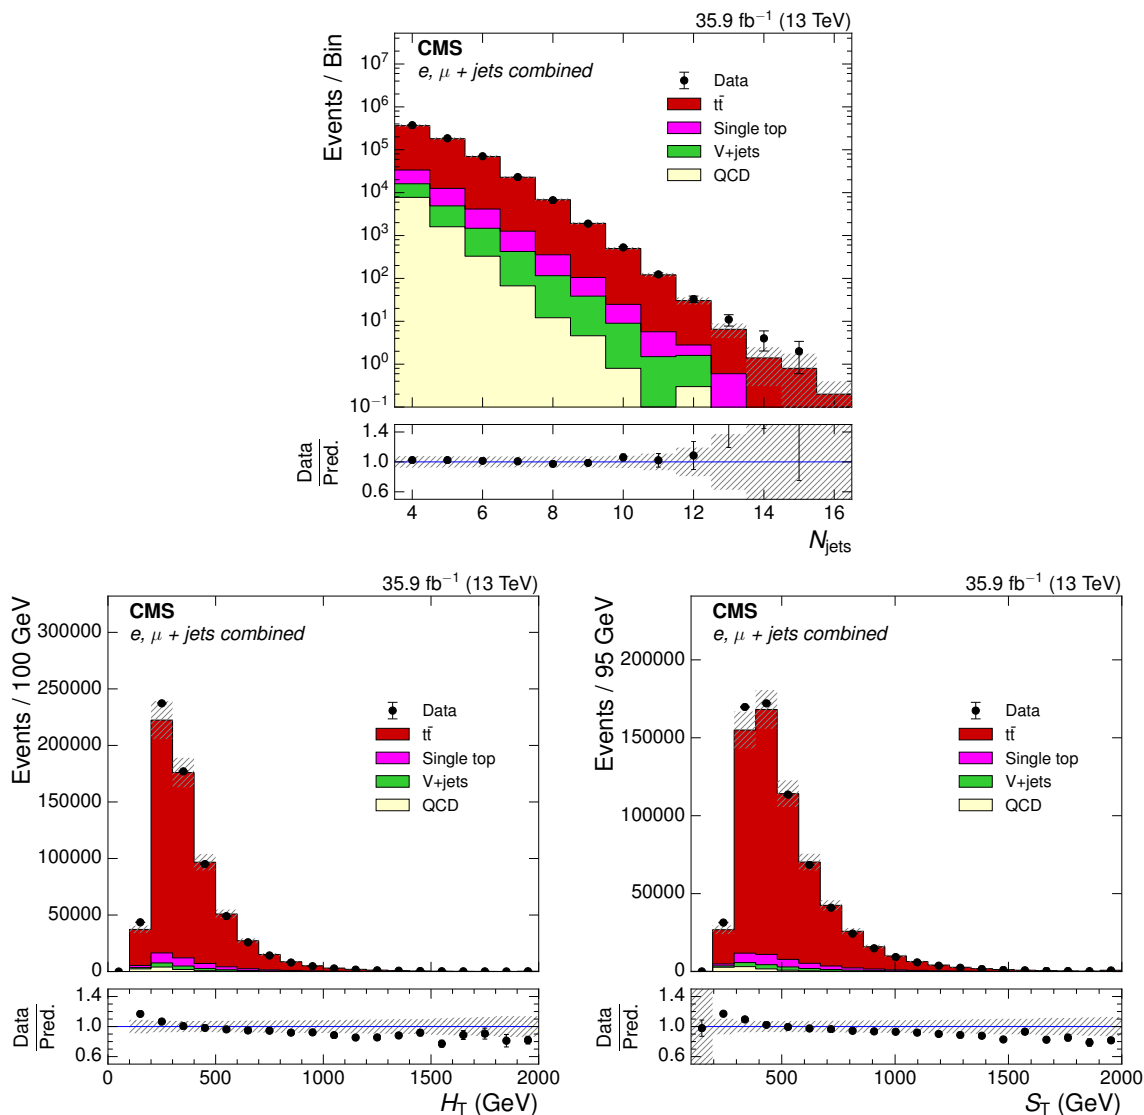 35.9 fb⁻¹ (13 TeV)
CMS
e, μ + jets combined
Events / Bin
10⁷
10⁶
10⁵
10⁴
10³
10²
10¹
10⁰
10⁻¹
Data
tt̄
Single top
V+jets
QCD
Data
Pred.
1.4
1.0
0.6
4 6 8 10 12 14 16
N_jets
35.9 fb⁻¹ (13 TeV)
CMS
e, μ + jets combined
Events / 100 GeV
300000
250000
200000
150000
100000
50000
0
Data
tt̄
Single top
V+jets
QCD
Data
Pred.
1.4
1.0
0.6
0 500 1000 1500 2000
H_T (GeV)
35.9 fb⁻¹ (13 TeV)
CMS
e, μ + jets combined
Events / 95 GeV
200000
150000
100000
50000
0
Data
tt̄
Single top
V+jets
QCD
Data
Pred.
1.4
1.0
0.6
500 1000 1500 2000
S_T (GeV)